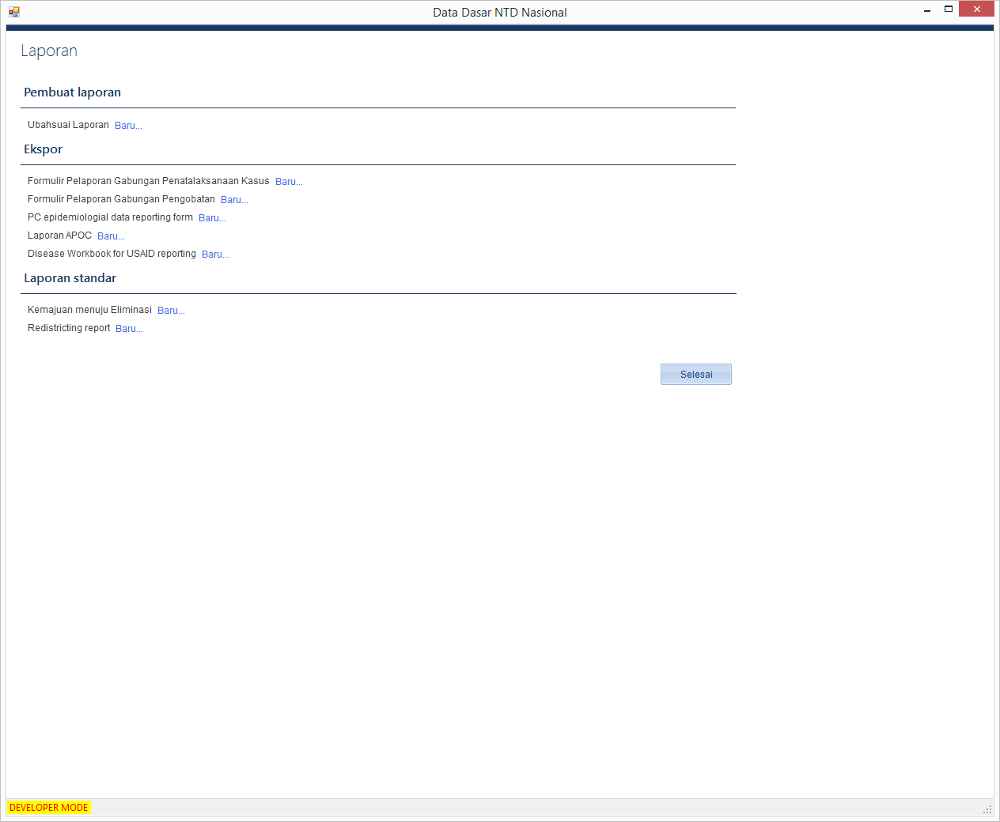 Data Dasar NTD Nasional
Laporan
Pembuat laporan
Ubahsuai Laporan Baru...
Ekspor
Formulir Pelaporan Gabungan Penatalaksanaan Kasus Baru...
Formulir Pelaporan Gabungan Pengobatan Baru...
PC epidemiologial data reporting form Baru...
Laporan APOC Baru...
Disease Workbook for USAID reporting Baru...
Laporan standar
Kemajuan menuju Eliminasi Baru...
Redistricting report Baru...
Selesai
DEVELOPER MODE